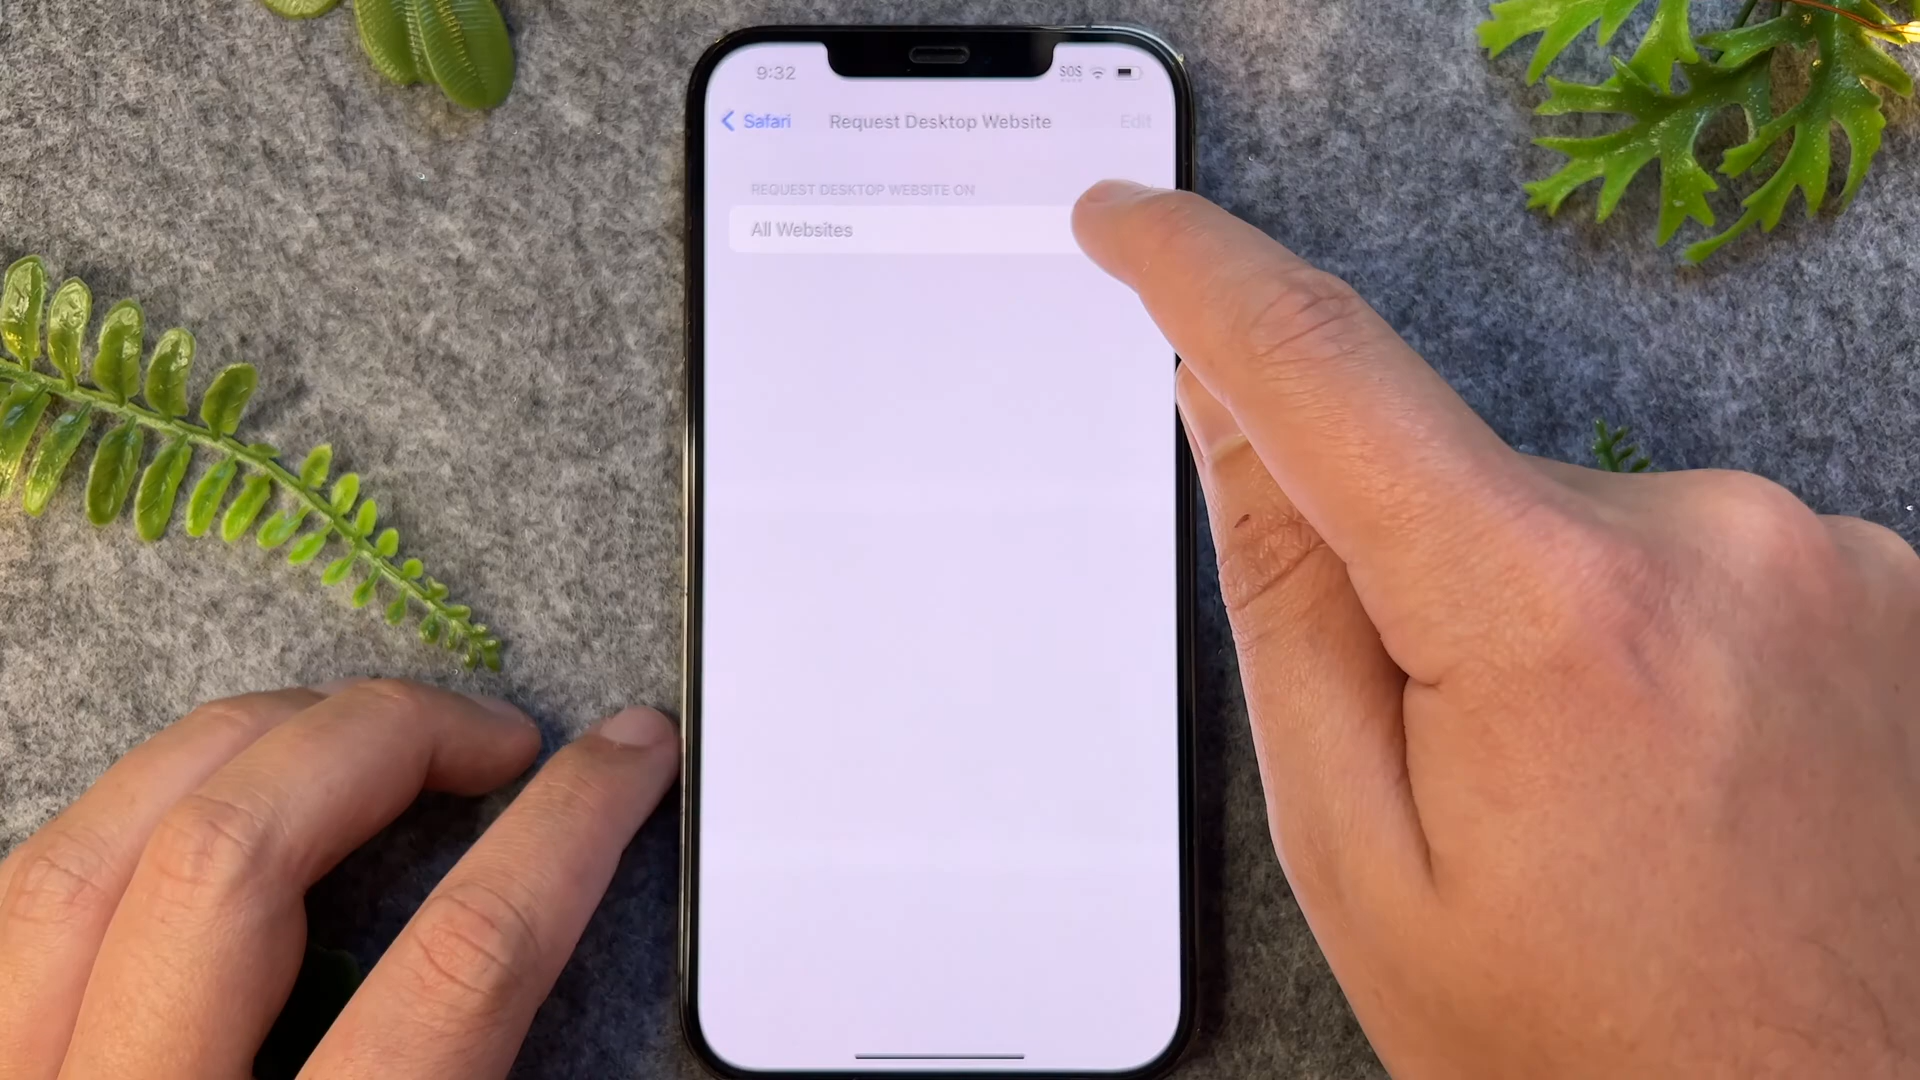 9:32
SOS
Safari
Request Desktop Website
Edit
REQUEST DESKTOP WEBSITE ON
All Websites